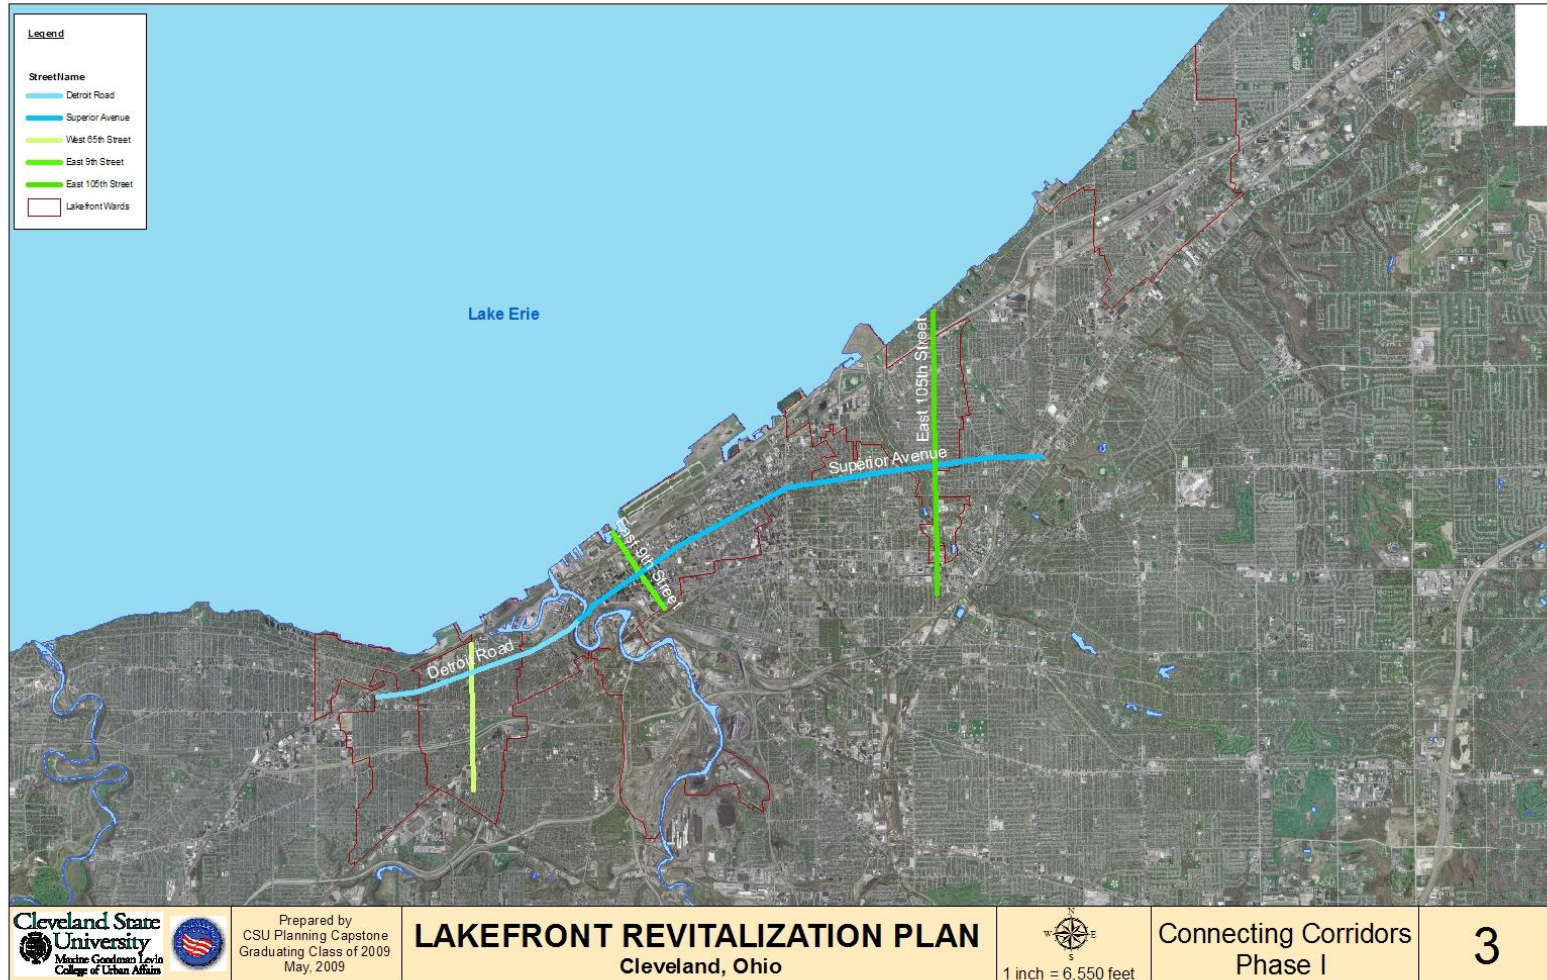 Legend
Street Name
Detroit Road
Superior Avenue
West 65th Street
East 9th Street
East 105th Street
Lakefront Wards
Lake Erie
East 105th Street
Superior Avenue
East 9th Street
Detroit Road
Cleveland State
University
Maxine Goodman Levin
College of Urban Affairs
Prepared by
CSU Planning Capstone
Graduating Class of 2009
May, 2009
LAKEFRONT REVITALIZATION PLAN
Cleveland, Ohio
N
W E
S
1 inch = 6,550 feet
Connecting Corridors
Phase I
3